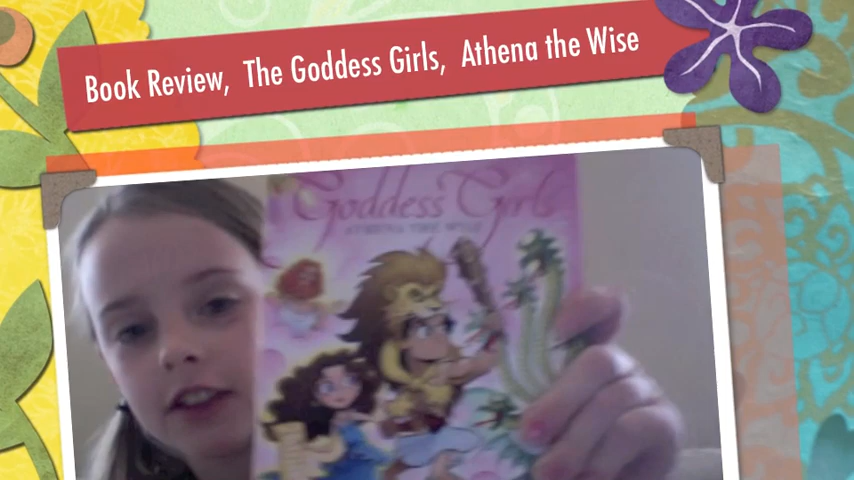 Book Review, The Goddess Girls, Athena the Wise
Goddess Girls
ATHENA THE WISE